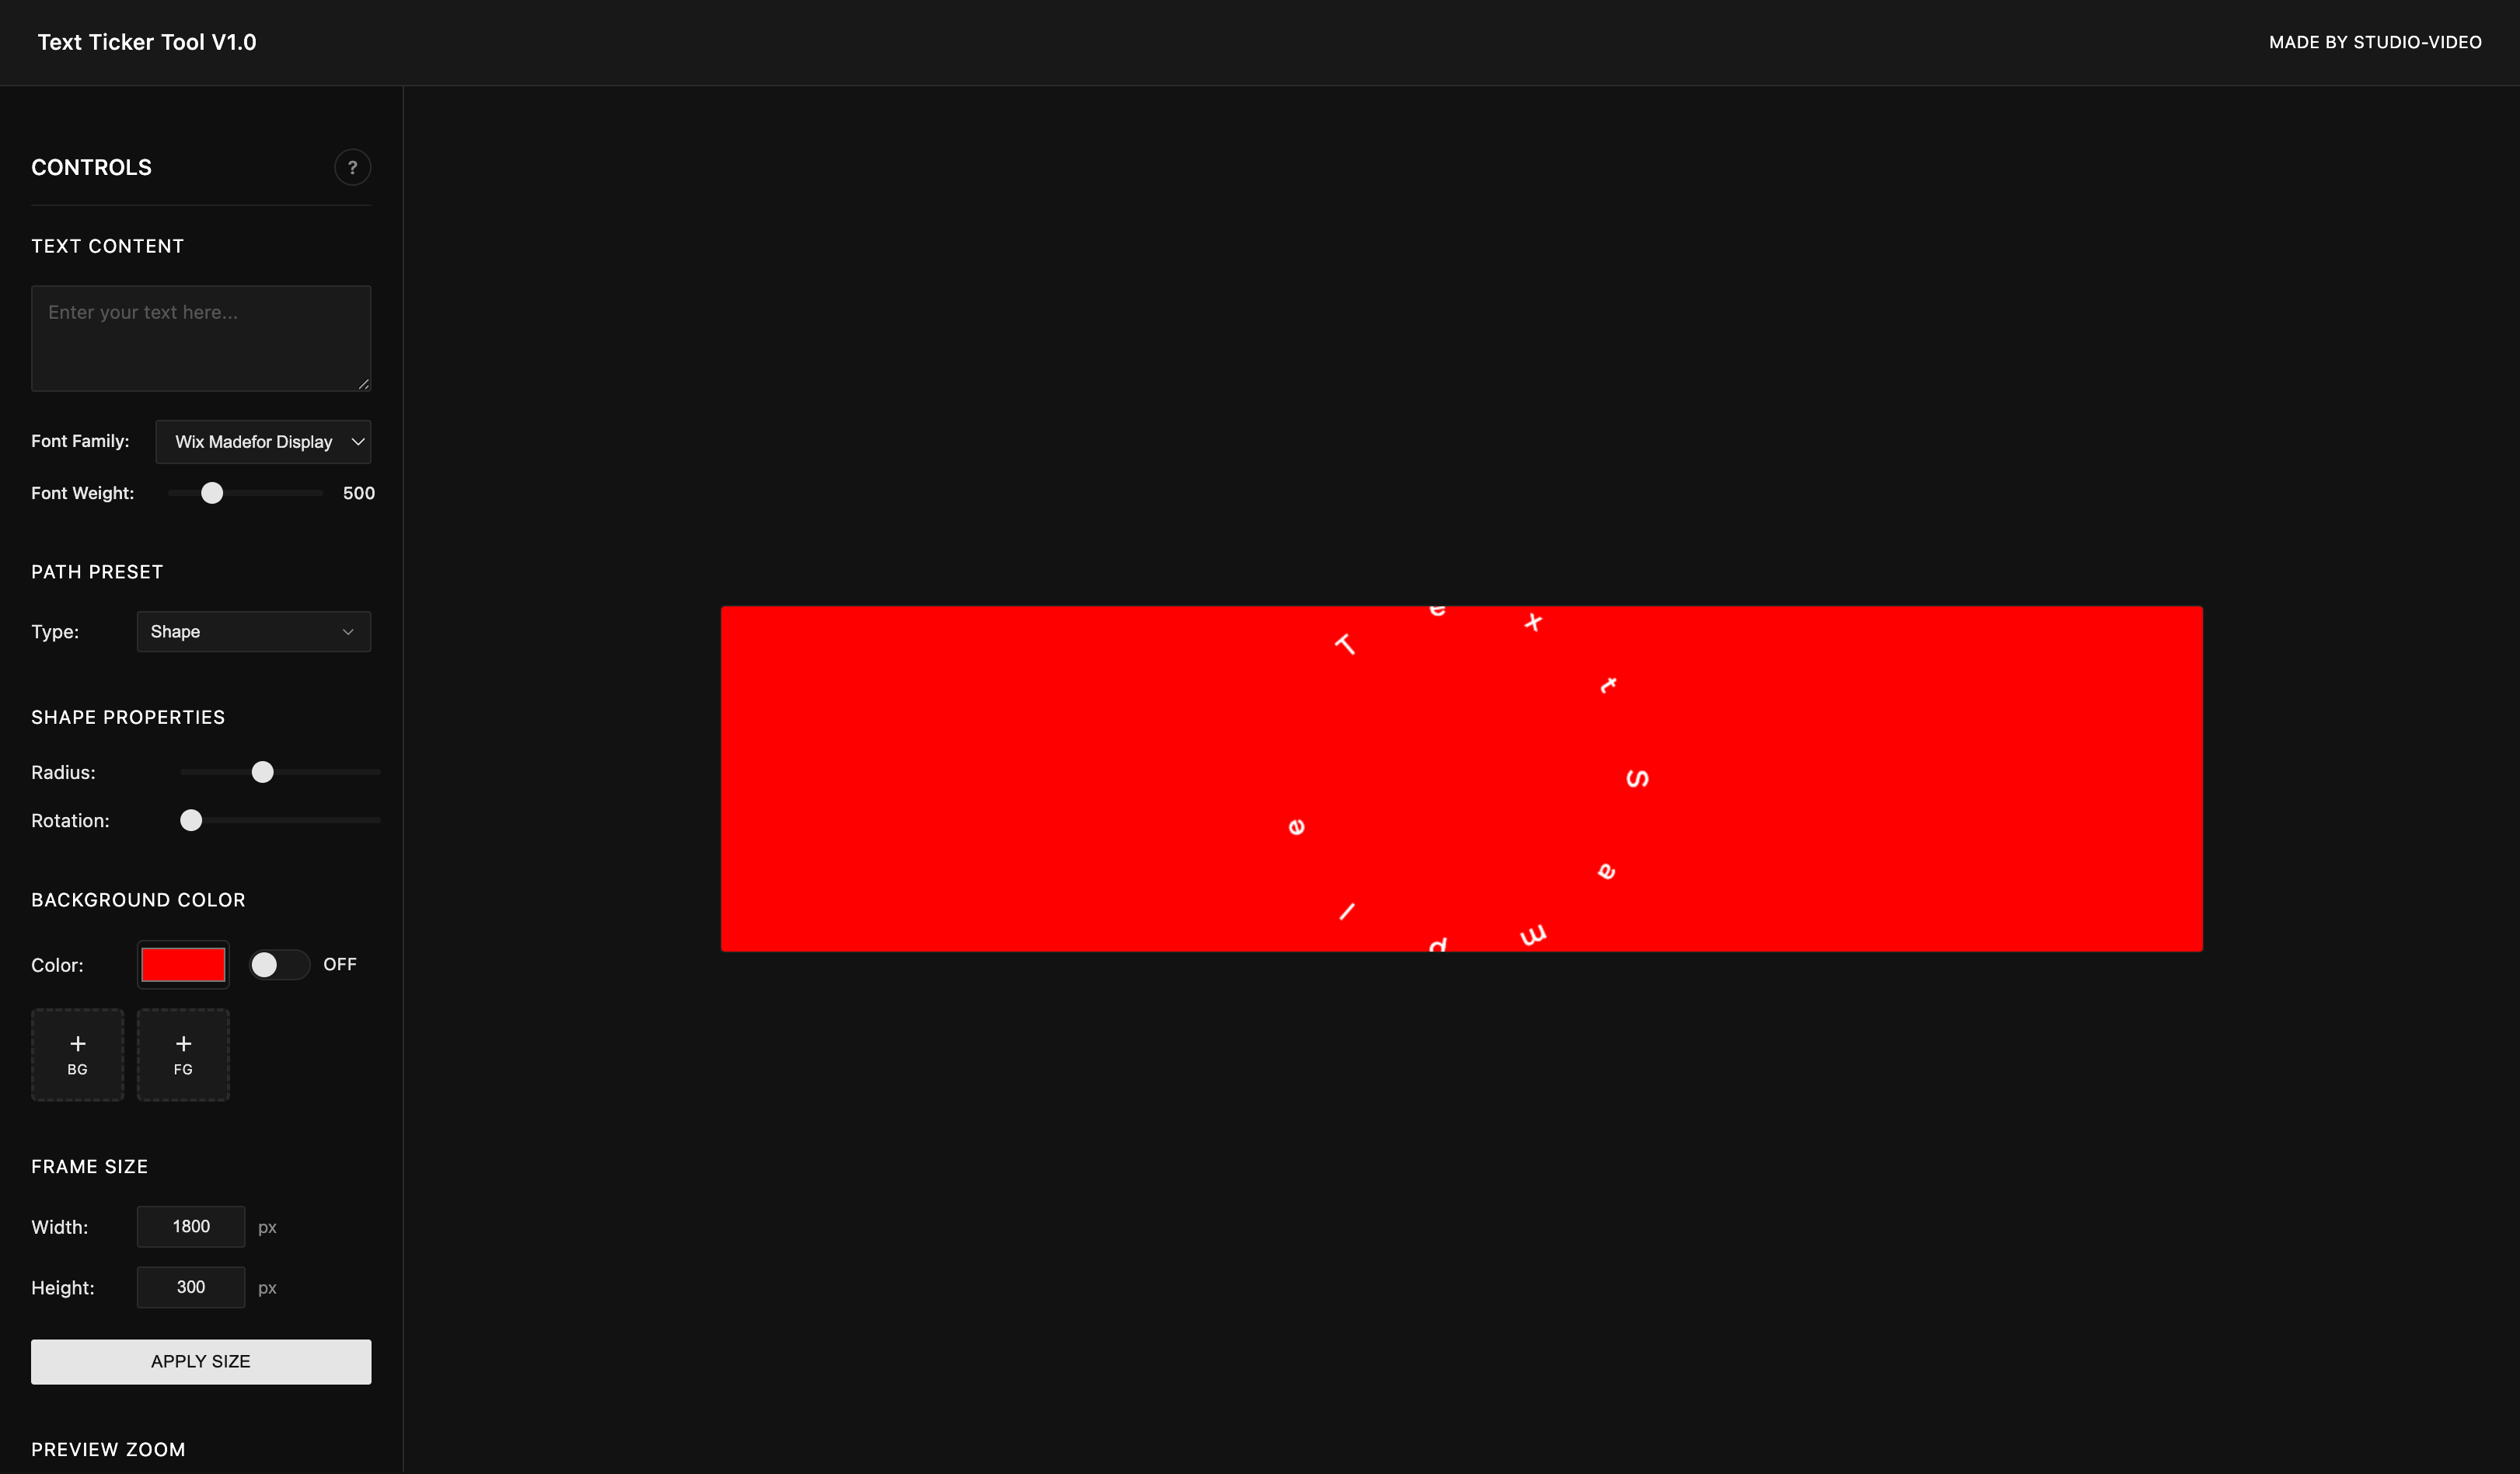 Text Ticker Tool V1.0
MADE BY STUDIO-VIDEO
CONTROLS
?
TEXT CONTENT
Enter your text here...
Font Family:
Wix Madefor Display
Font Weight:
500
PATH PRESET
Type:
Shape
SHAPE PROPERTIES
Radius:
Rotation:
BACKGROUND COLOR
Color:
OFF
+
BG
+
FG
FRAME SIZE
Width:
1800
px
Height:
300
px
APPLY SIZE
PREVIEW ZOOM
Text Sample